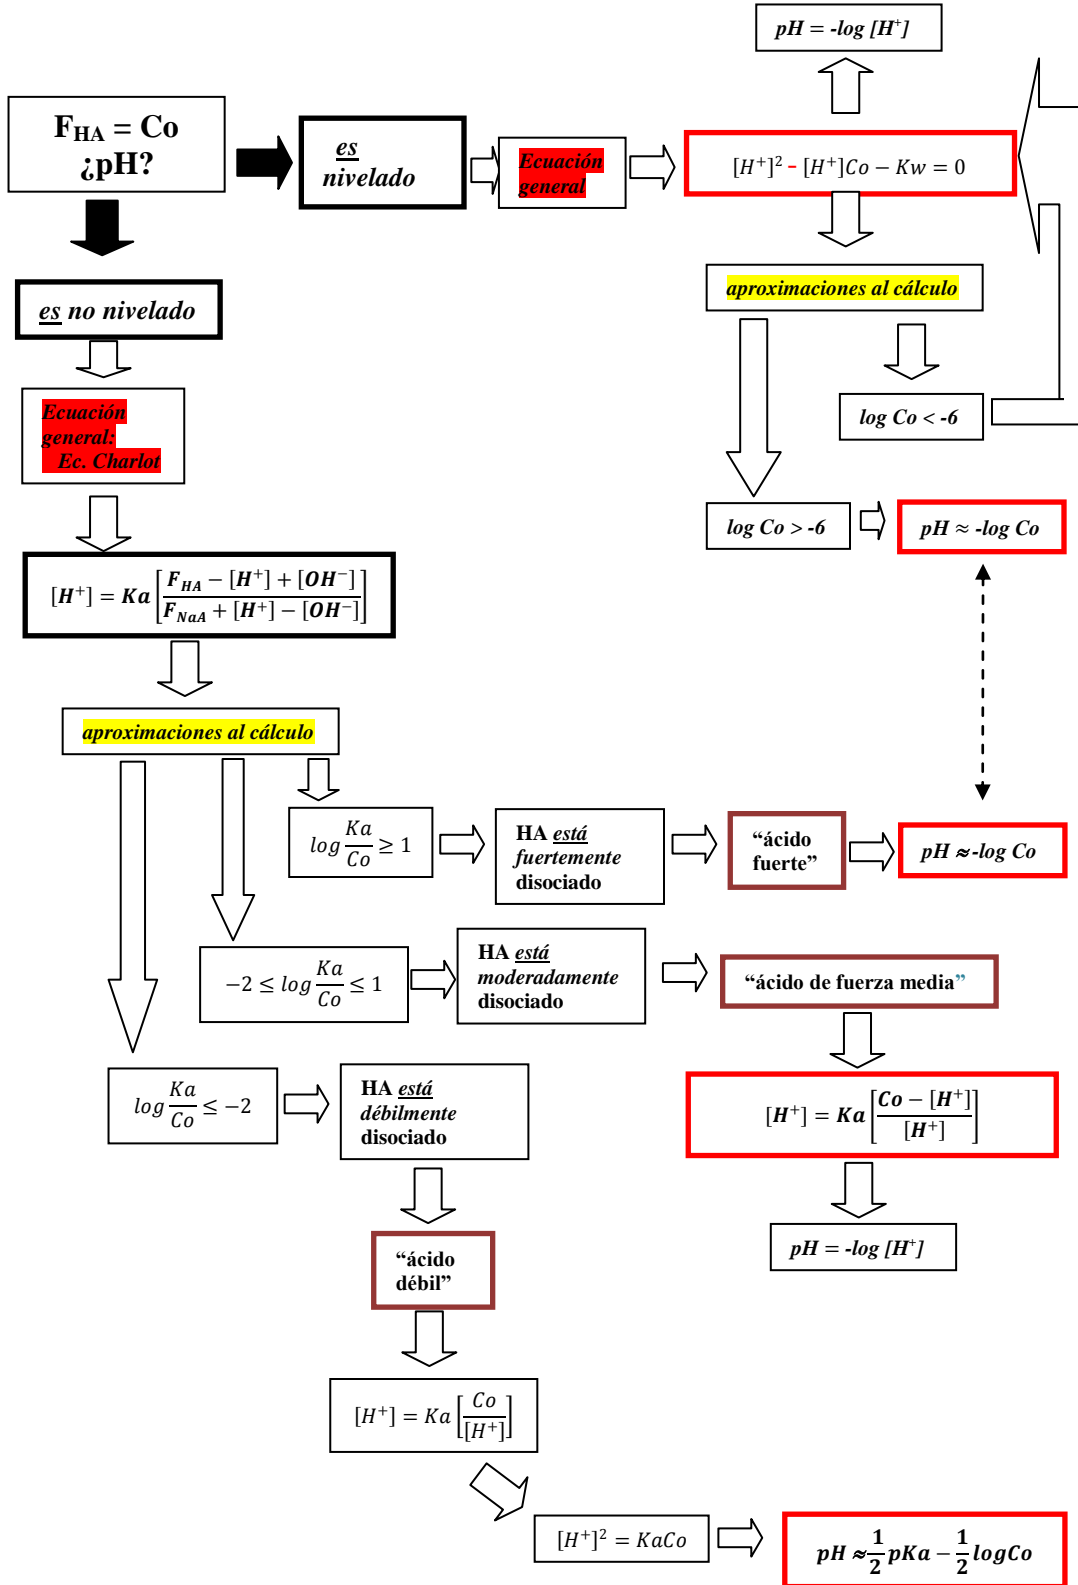 pH = -log [H⁺]
F_HA = Co
¿pH?
es
nivelado
Ecuación
general
[H⁺]² - [H⁺]Co − Kw = 0
aproximaciones al cálculo
es no nivelado
Ecuación
general:
Ec. Charlot
log Co < -6
log Co > -6
pH ≈ -log Co
[H⁺] = Ka [(F_HA − [H⁺] + [OH⁻])/(F_NaA + [H⁺] − [OH⁻])]
aproximaciones al cálculo
log Ka/Co ≥ 1
HA está
fuertemente
disociado
“ácido
fuerte”
pH ≈-log Co
−2 ≤ log Ka/Co ≤ 1
HA está
moderadamente
disociado
“ácido de fuerza media”
log Ka/Co ≤ −2
HA está
débilmente
disociado
[H⁺] = Ka [(Co − [H⁺])/[H⁺]]
pH = -log [H⁺]
“ácido
débil”
[H⁺] = Ka [Co/[H⁺]]
[H⁺]² = KaCo
pH ≈ 1/2 pKa − 1/2 logCo